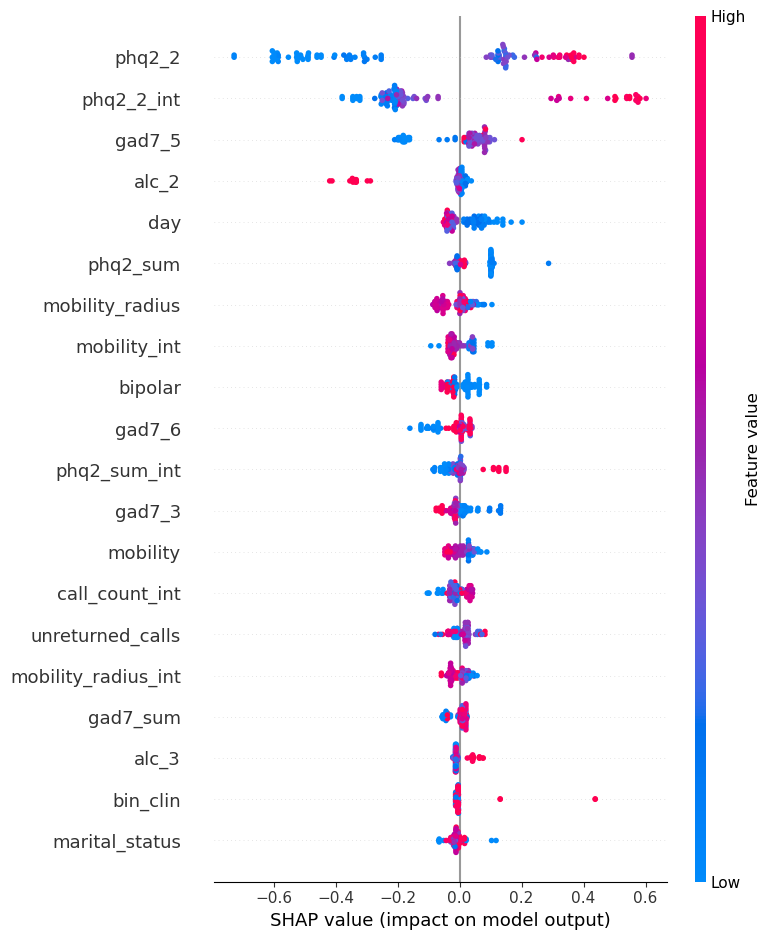 High
phq2_2
phq2_2_int
gad7_5
alc_2
day
phq2_sum
mobility_radius
mobility_int
bipolar
gad7_6
phq2_sum_int
gad7_3
mobility
call_count_int
unreturned_calls
mobility_radius_int
gad7_sum
alc_3
bin_clin
marital_status
Feature value
Low
−0.6 −0.4 −0.2 0.0 0.2 0.4 0.6
SHAP value (impact on model output)